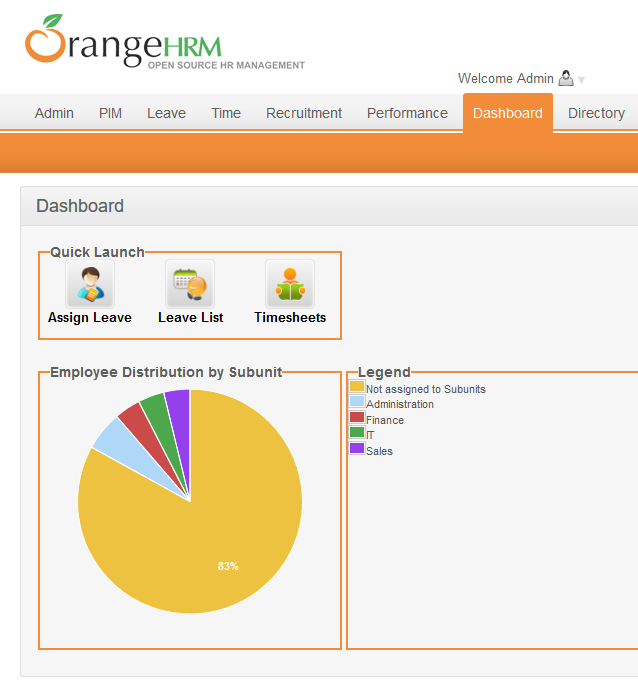 OrangeHRM
OPEN SOURCE HR MANAGEMENT
Welcome Admin
Admin PIM Leave Time Recruitment Performance Dashboard Directory
Dashboard
Quick Launch
Assign Leave Leave List Timesheets
Employee Distribution by Subunit
83%
Legend
Not assigned to Subunits
Administration
Finance
IT
Sales